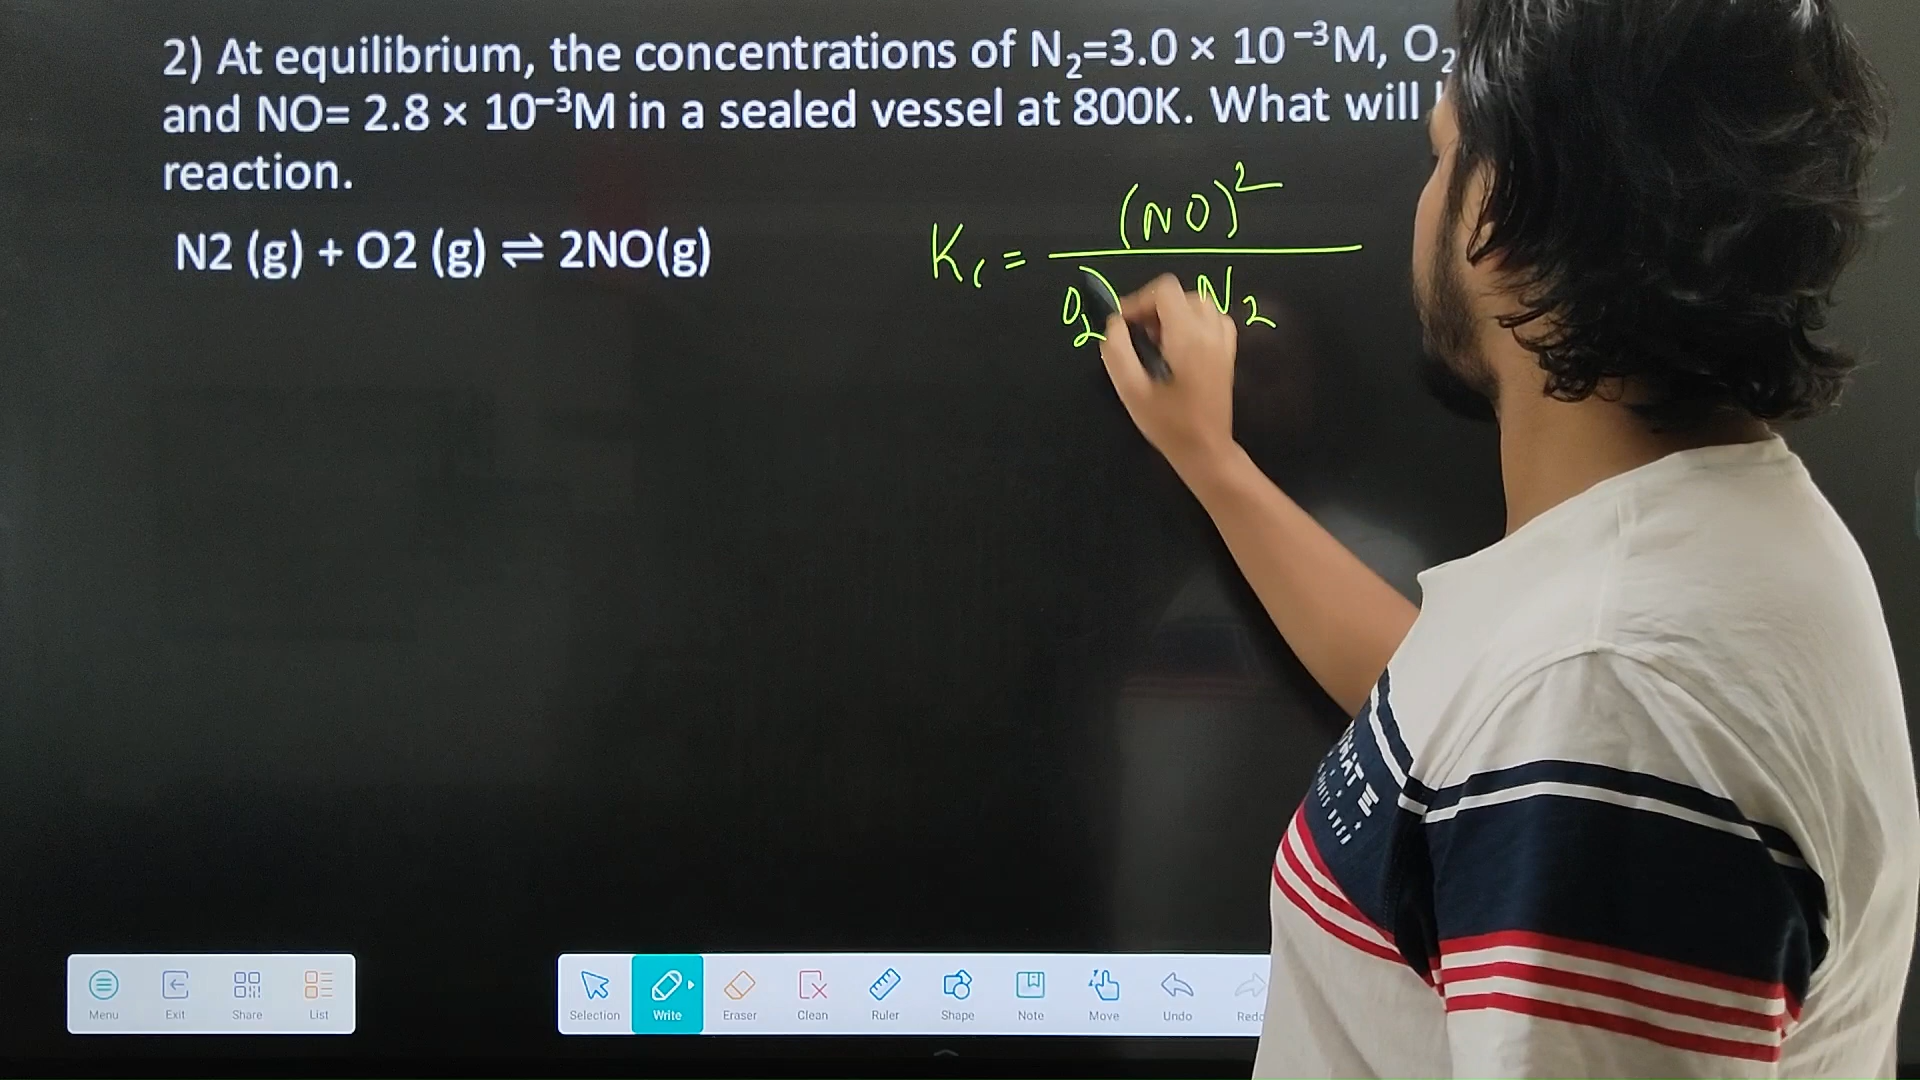 2) At equilibrium, the concentrations of N₂=3.0 × 10⁻³M, O₂
and NO= 2.8 × 10⁻³M in a sealed vessel at 800K. What will
reaction.
N2 (g) + O2 (g) ⇌ 2NO(g)
Kc = (NO)²
O₂) N₂
Menu Exit Share List
Selection Write Eraser Clean Ruler Shape Note Move Undo